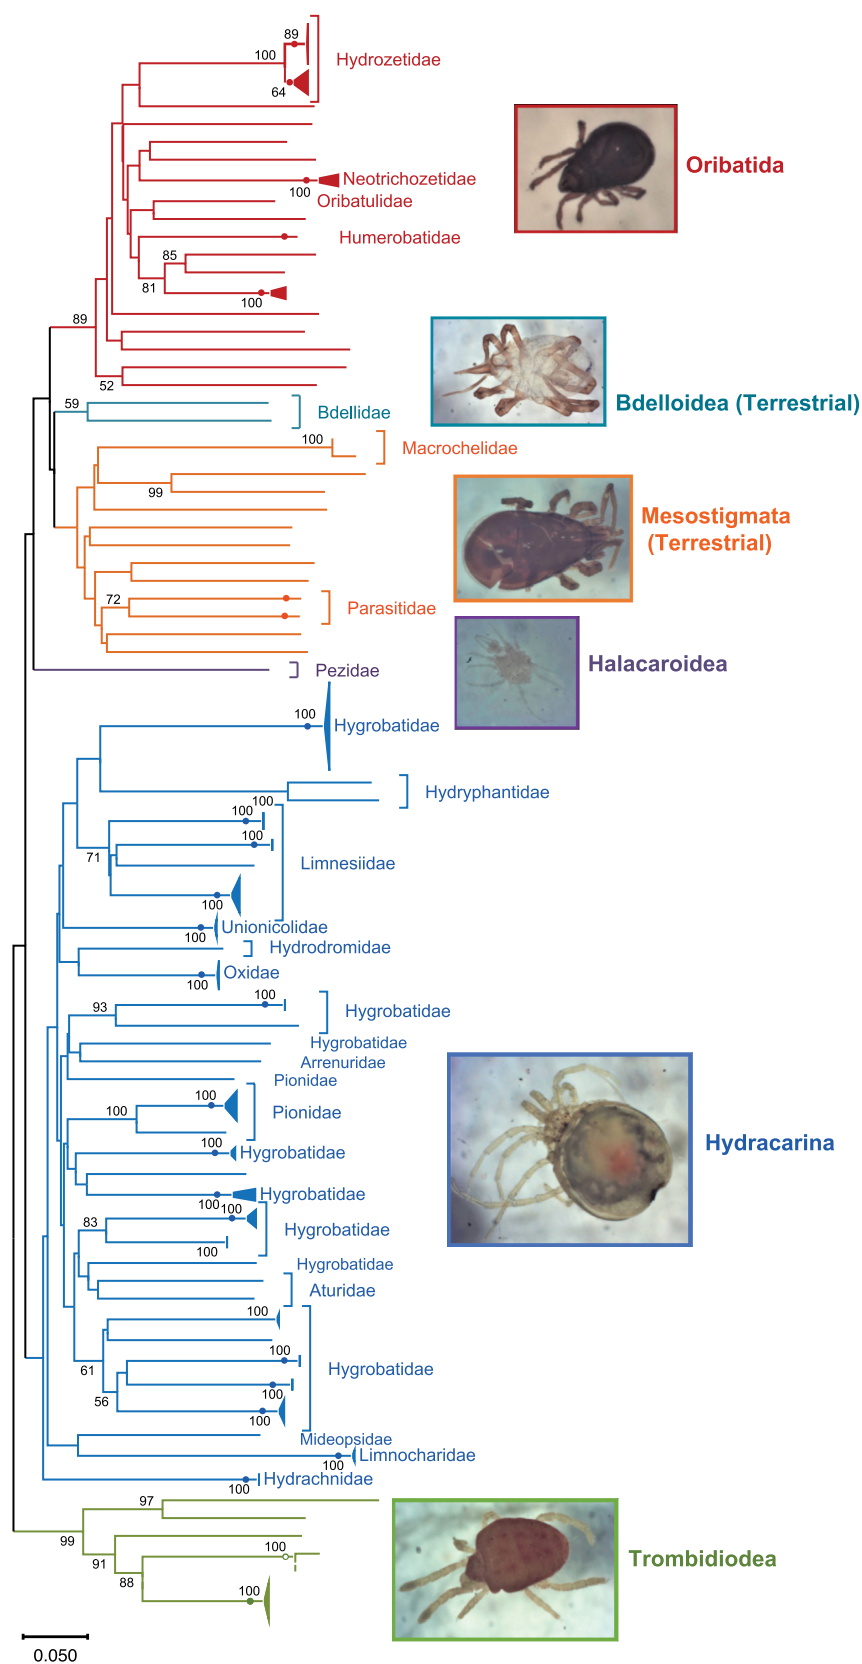 89
100
Hydrozetidae
64
Oribatida
Neotrichozetidae
100
Oribatulidae
Humerobatidae
85
81
100
89
52
59
Bdellidae
Bdelloidea (Terrestrial)
100
Macrochelidae
99
Mesostigmata
(Terrestrial)
72
Parasitidae
Halacaroidea
Pezidae
100
Hygrobatidae
Hydryphantidae
100
100
100
71
Limnesiidae
100
Unionicolidae
100
Hydrodromidae
Oxidae
100
100
93
Hygrobatidae
Hygrobatidae
Arrenuridae
Pionidae
100
100
Pionidae
Hydracarina
100
Hygrobatidae
Hygrobatidae
100
100
83
Hygrobatidae
100
Hygrobatidae
Aturidae
100
100
61
Hygrobatidae
100
56
100
Mideopsidae
Limnocharidae
100
Hydrachnidae
100
97
99
100
91
Trombidiodea
88
100
0.050